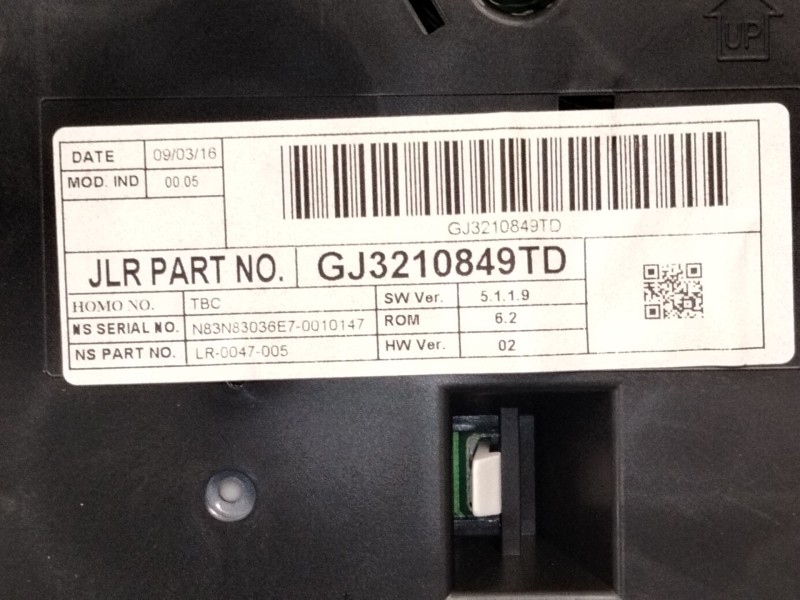 UP
DATE 09/03/16
MOD. IND 00.05
GJ3210849TD
JLR PART NO. GJ3210849TD
HOMO NO. TBC SW Ver. 5.1.1.9
NS SERIAL NO. N83N83036E7-0010147 ROM 6.2
NS PART NO. LR-0047-005 HW Ver. 02